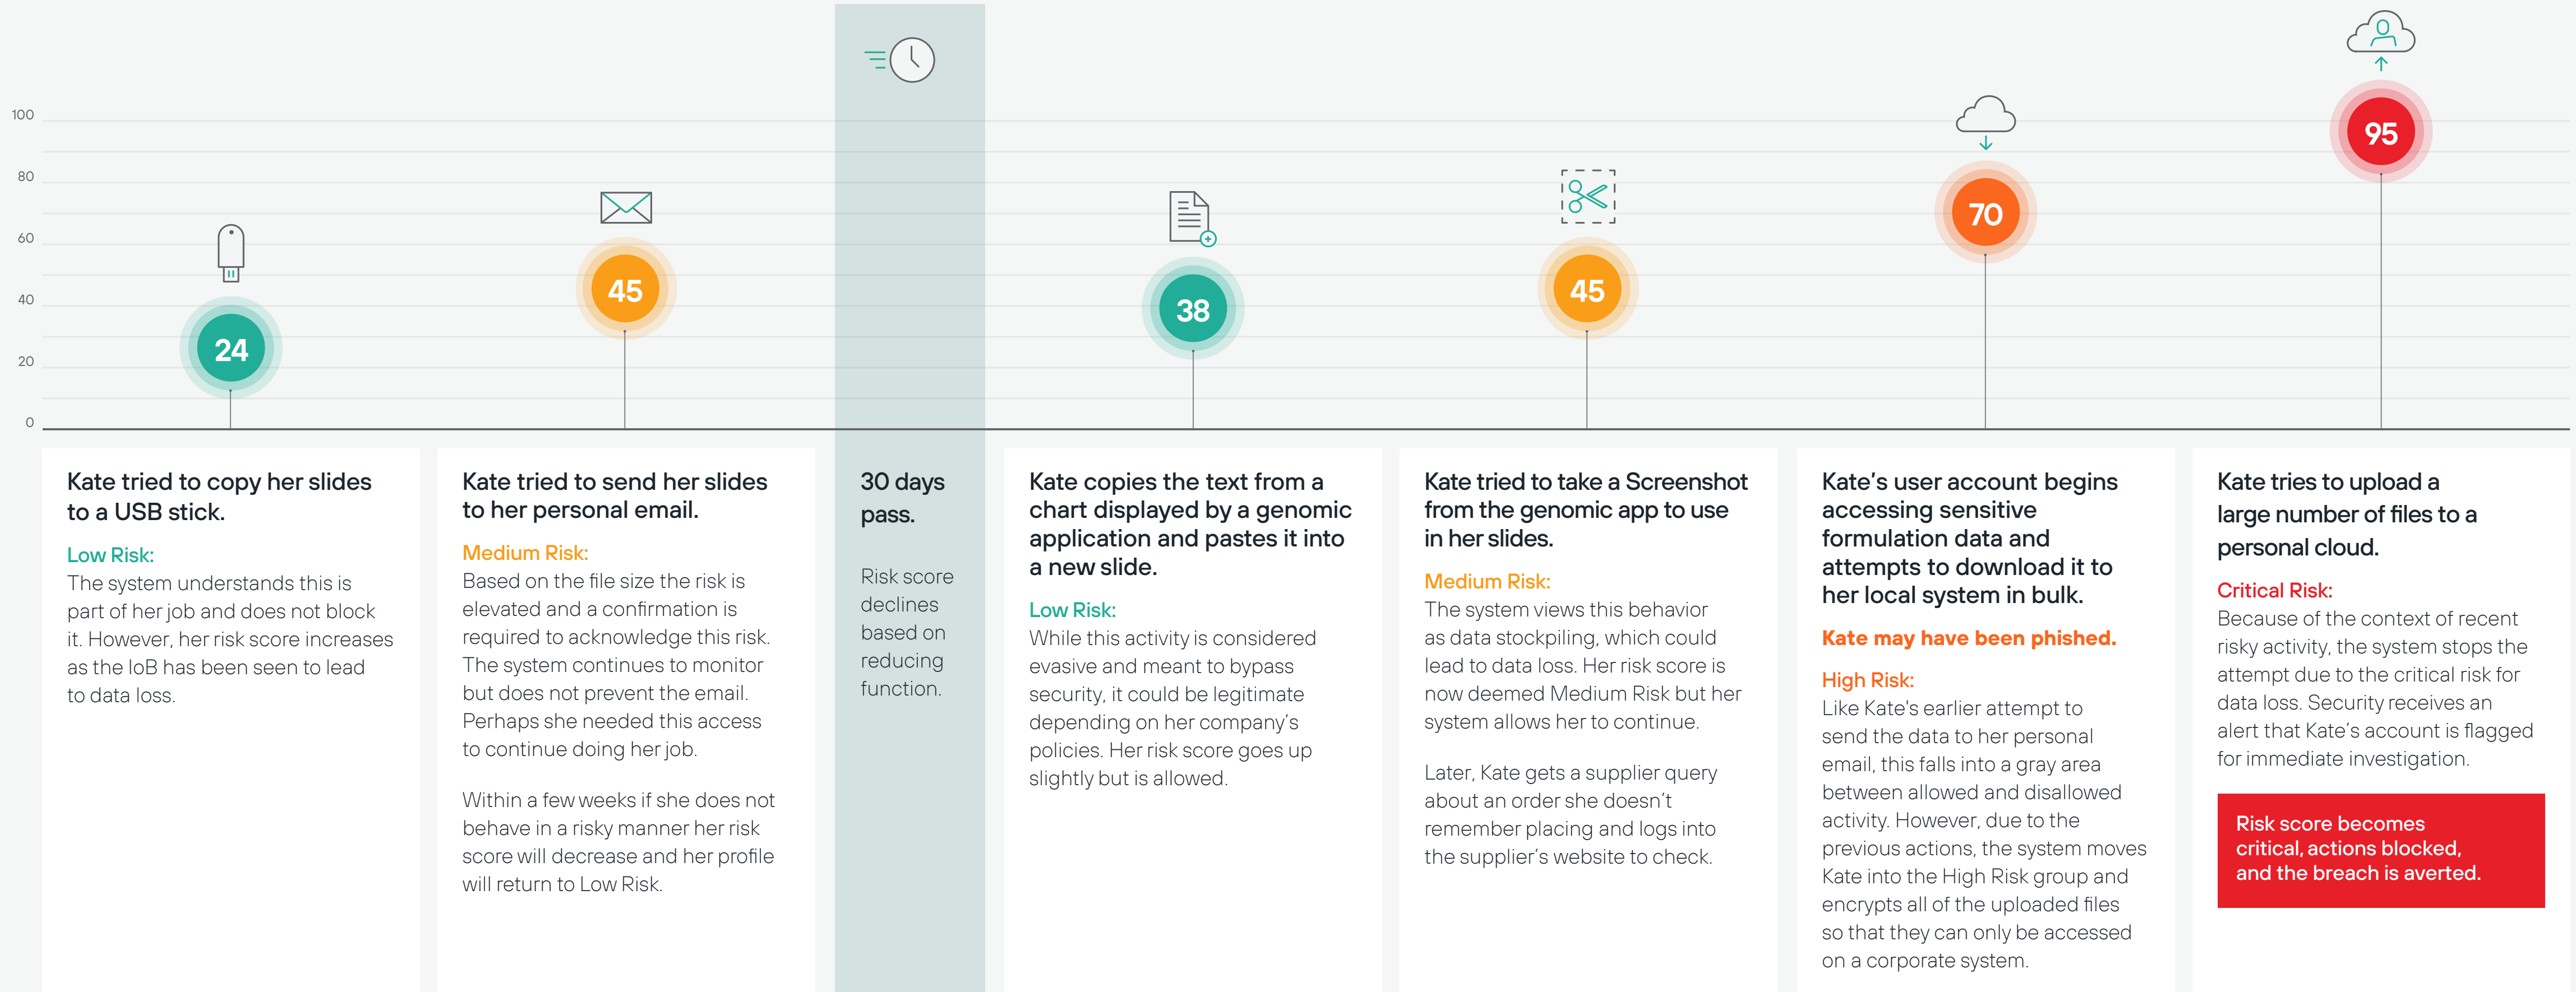 100
80
60
40
20
0
24
45
38
45
70
95
Kate tried to copy her slides
to a USB stick.
Low Risk:
The system understands this is
part of her job and does not block
it. However, her risk score increases
as the IoB has been seen to lead
to data loss.
Kate tried to send her slides
to her personal email.
Medium Risk:
Based on the file size the risk is
elevated and a confirmation is
required to acknowledge this risk.
The system continues to monitor
but does not prevent the email.
Perhaps she needed this access
to continue doing her job.
Within a few weeks if she does not
behave in a risky manner her risk
score will decrease and her profile
will return to Low Risk.
30 days
pass.
Risk score
declines
based on
reducing
function.
Kate copies the text from a
chart displayed by a genomic
application and pastes it into
a new slide.
Low Risk:
While this activity is considered
evasive and meant to bypass
security, it could be legitimate
depending on her company's
policies. Her risk score goes up
slightly but is allowed.
Kate tried to take a Screenshot
from the genomic app to use
in her slides.
Medium Risk:
The system views this behavior
as data stockpiling, which could
lead to data loss. Her risk score is
now deemed Medium Risk but her
system allows her to continue.
Later, Kate gets a supplier query
about an order she doesn't
remember placing and logs into
the supplier's website to check.
Kate's user account begins
accessing sensitive
formulation data and
attempts to download it to
her local system in bulk.
Kate may have been phished.
High Risk:
Like Kate's earlier attempt to
send the data to her personal
email, this falls into a gray area
between allowed and disallowed
activity. However, due to the
previous actions, the system moves
Kate into the High Risk group and
encrypts all of the uploaded files
so that they can only be accessed
on a corporate system.
Kate tries to upload a
large number of files to a
personal cloud.
Critical Risk:
Because of the context of recent
risky activity, the system stops the
attempt due to the critical risk for
data loss. Security receives an
alert that Kate's account is flagged
for immediate investigation.
Risk score becomes
critical, actions blocked,
and the breach is averted.